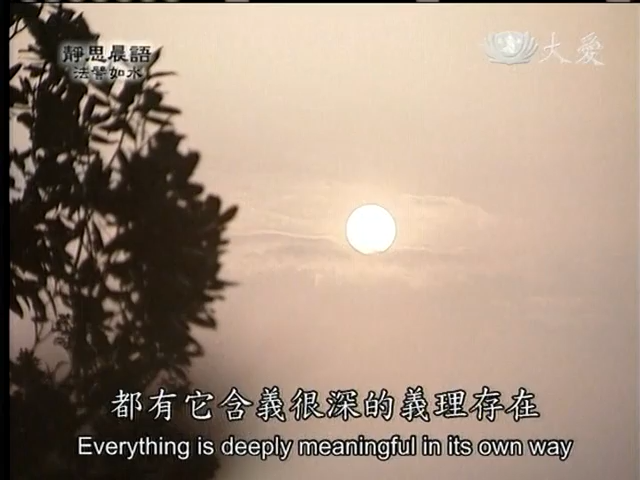 靜思晨語
法譬如水
大愛
都有它含義很深的義理存在
Everything is deeply meaningful in its own way